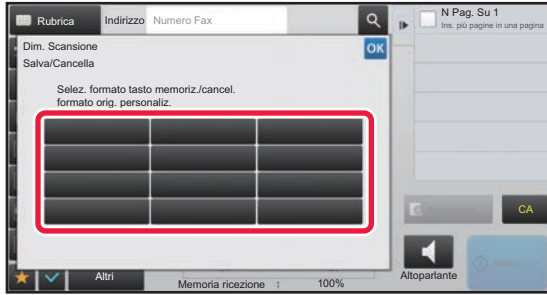 Rubrica
Indirizzo
Numero Fax
N Pag. Su 1
Ins. più pagine in una pagina
Dim. Scansione
OK
Salva/Cancella
Selez. formato tasto memoriz./cancel.
formato orig. personaliz.
CA
Altri
Memoria ricezione : 100%
Altoparlante